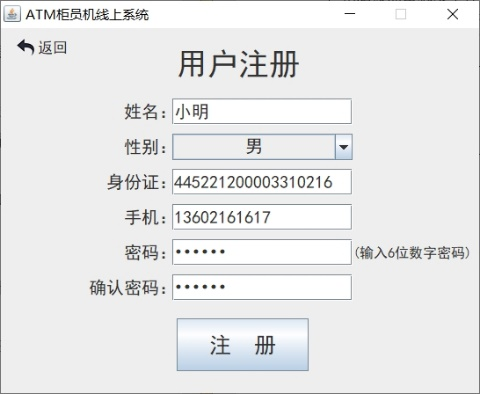 ATM柜员机线上系统
返回
用户注册
姓名：小明
性别：男
身份证：445221200003310216
手机：13602161617
密码：•••••• (输入6位数字密码)
确认密码：••••••
注 册